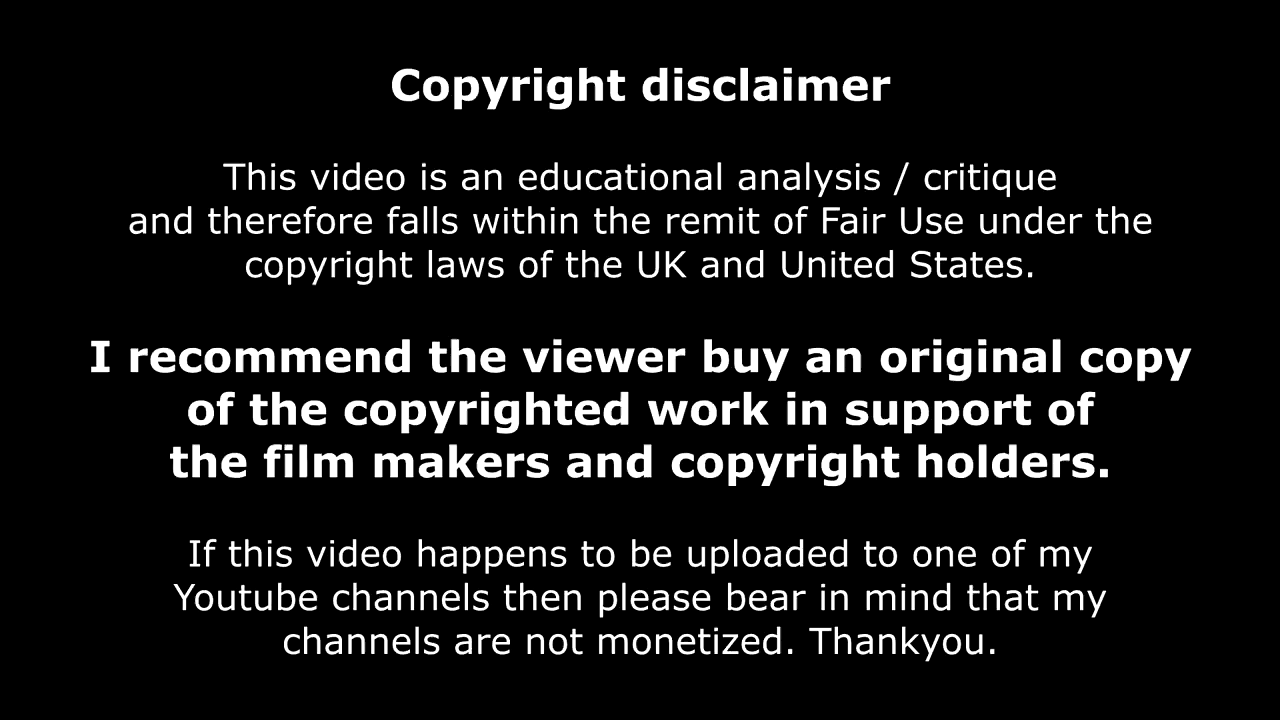 Copyright disclaimer
This video is an educational analysis / critique
and therefore falls within the remit of Fair Use under the
copyright laws of the UK and United States.
I recommend the viewer buy an original copy
of the copyrighted work in support of
the film makers and copyright holders.
If this video happens to be uploaded to one of my
Youtube channels then please bear in mind that my
channels are not monetized. Thankyou.